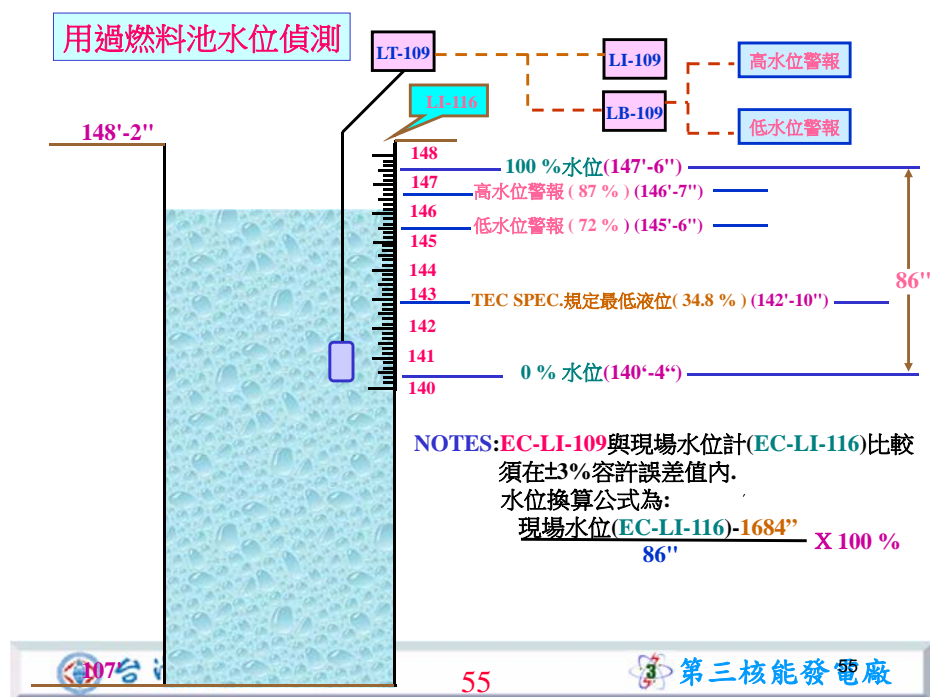 用過燃料池水位偵測
LT-109
LI-109
高水位警報
LI-116
LB-109
低水位警報
148'-2"
148
147
146
145
144
143
142
141
140
100 %水位(147'-6")
高水位警報 ( 87 % ) (146'-7")
低水位警報 ( 72 % ) (145'-6")
86"
TEC SPEC.規定最低液位( 34.8 % ) (142'-10")
0 % 水位(140‘-4“)
NOTES:EC-LI-109與現場水位計(EC-LI-116)比較
須在±3%容許誤差值內.
水位換算公式為:
現場水位(EC-LI-116)-1684”
86"
X 100 %
107'
台
55
第三核能發電廠
55